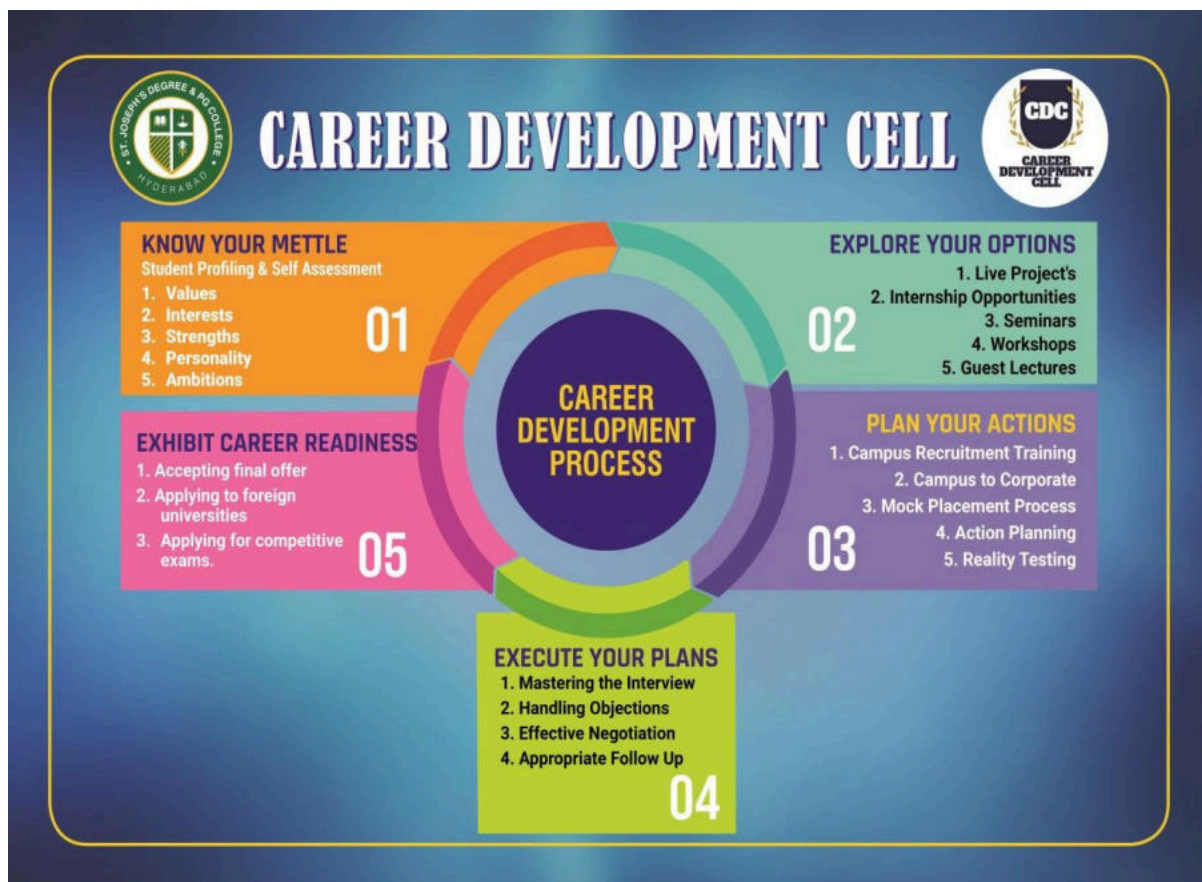 ST. JOSEPH'S DEGREE & PG COLLEGE
HYDERABAD
CAREER DEVELOPMENT CELL
CDC
CAREER
DEVELOPMENT
CELL
KNOW YOUR METTLE
Student Profiling & Self Assessment
1. Values
2. Interests
3. Strengths
4. Personality
5. Ambitions
01
EXPLORE YOUR OPTIONS
1. Live Project's
2. Internship Opportunities
3. Seminars
4. Workshops
5. Guest Lectures
02
CAREER
DEVELOPMENT
PROCESS
PLAN YOUR ACTIONS
1. Campus Recruitment Training
2. Campus to Corporate
3. Mock Placement Process
4. Action Planning
5. Reality Testing
03
EXECUTE YOUR PLANS
1. Mastering the Interview
2. Handling Objections
3. Effective Negotiation
4. Appropriate Follow Up
04
EXHIBIT CAREER READINESS
1. Accepting final offer
2. Applying to foreign
universities
3. Applying for competitive
exams.
05